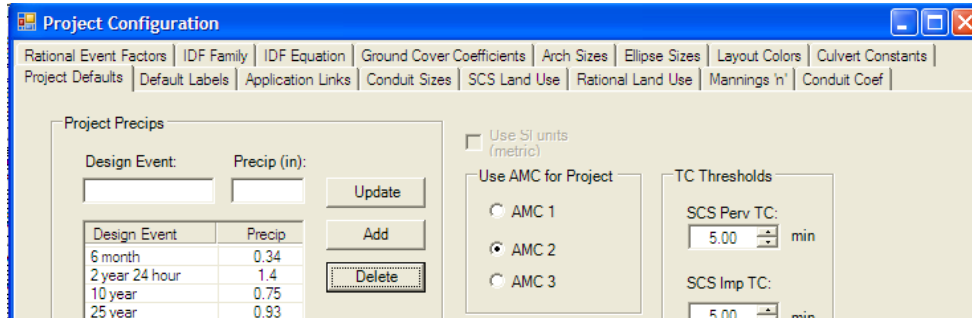 Project Configuration
Rational Event Factors IDF Family IDF Equation Ground Cover Coefficients Arch Sizes Ellipse Sizes Layout Colors Culvert Constants
Project Defaults Default Labels Application Links Conduit Sizes SCS Land Use Rational Land Use Mannings 'n' Conduit Coef
Project Precips
Design Event: Precip (in):
Update
Design Event Precip
6 month 0.34
2 year 24 hour 1.4
10 year 0.75
25 year 0.93
Add
Delete
Use SI units
(metric)
Use AMC for Project
AMC 1
AMC 2
AMC 3
TC Thresholds
SCS Perv TC:
5.00 min
SCS Imp TC:
5.00 min